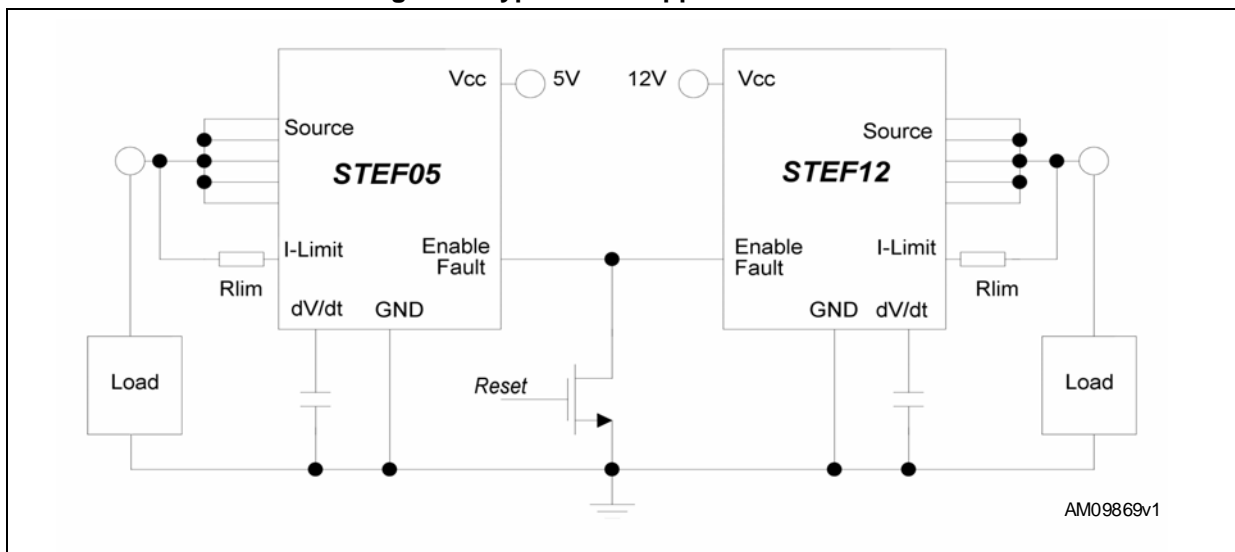 Vcc
5V
12V
Vcc
Source
Source
STEF05
STEF12
I-Limit
Enable
Fault
Enable
Fault
I-Limit
Rlim
Rlim
dV/dt
GND
GND
dV/dt
Load
Reset
Load
AM09869v1